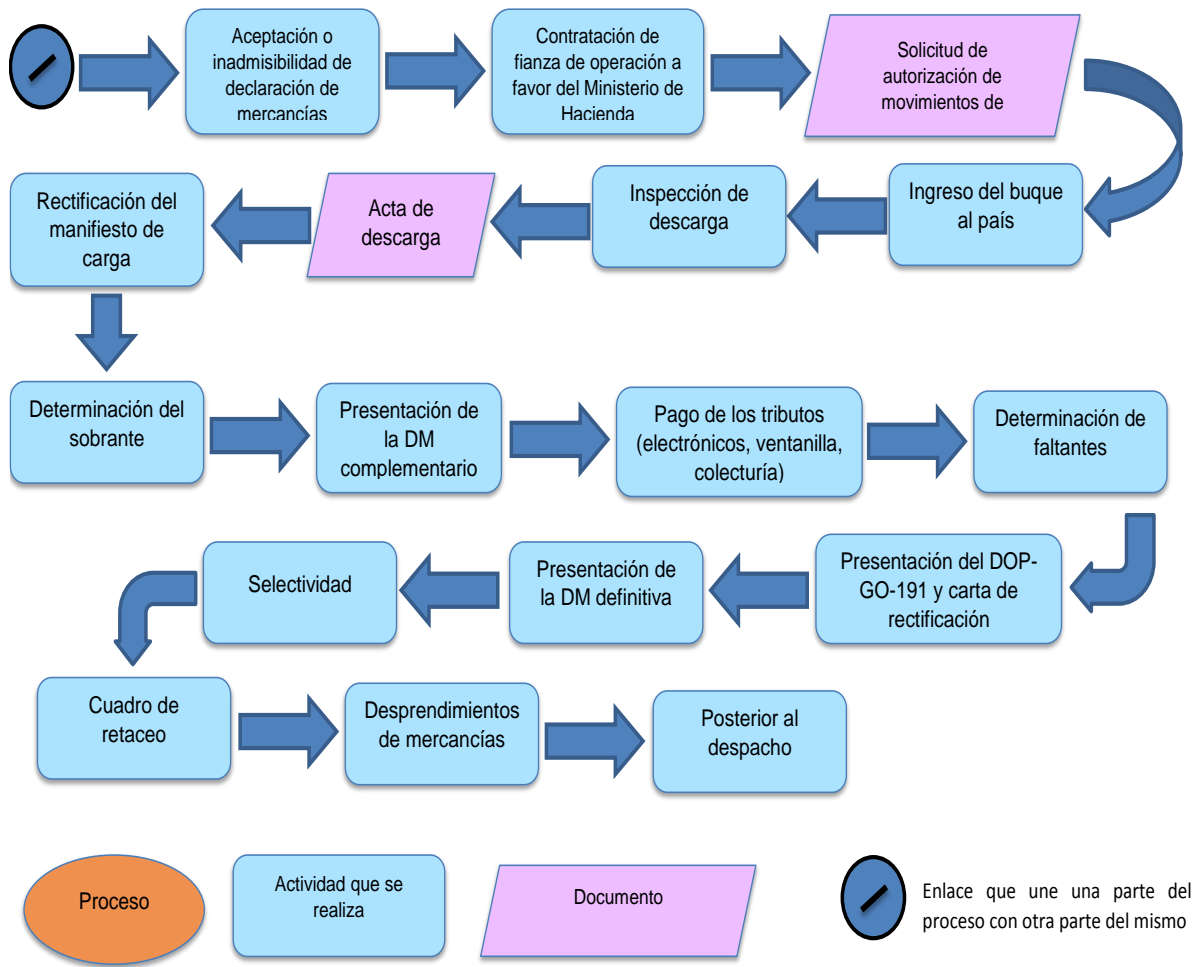 Aceptación o
inadmisibilidad de
declaración de
mercancías
Contratación de
fianza de operación a
favor del Ministerio de
Hacienda
Solicitud de
autorización de
movimientos de
Ingreso del buque
al país
Inspección de
descarga
Acta de
descarga
Rectificación del
manifiesto de
carga
Determinación del
sobrante
Presentación de
la DM
complementario
Pago de los tributos
(electrónicos, ventanilla,
colecturía)
Determinación de
faltantes
Presentación del DOP-
GO-191 y carta de
rectificación
Presentación de
la DM definitiva
Selectividad
Cuadro de
retaceo
Desprendimientos
de mercancías
Posterior al
despacho
Proceso
Actividad que se
realiza
Documento
Enlace que une una parte del
proceso con otra parte del mismo